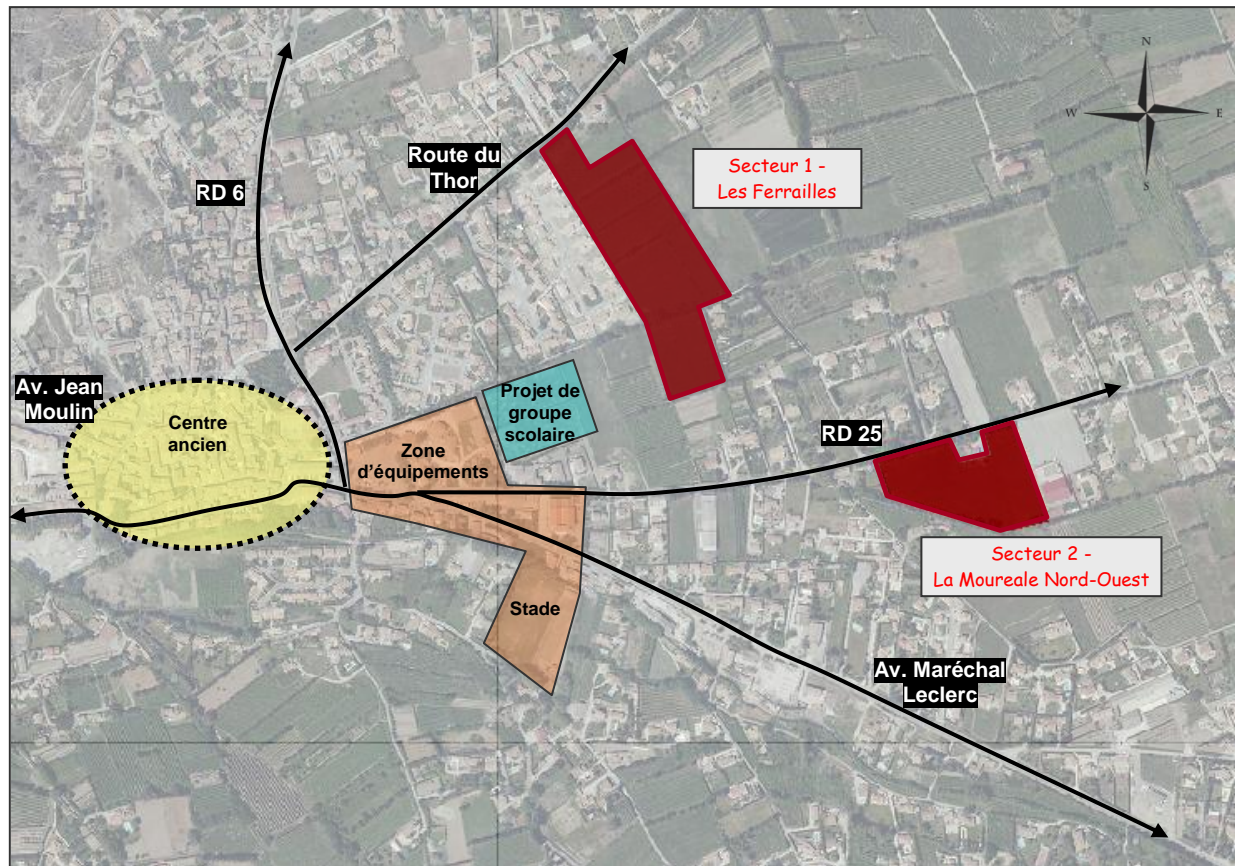 N
W
E
S
Route du
Thor
RD 6
Secteur 1 -
Les Ferrailles
Av. Jean
Moulin
Centre
ancien
Projet de
groupe
scolaire
Zone
d'équipements
RD 25
Secteur 2 -
La Moureale Nord-Ouest
Stade
Av. Maréchal
Leclerc